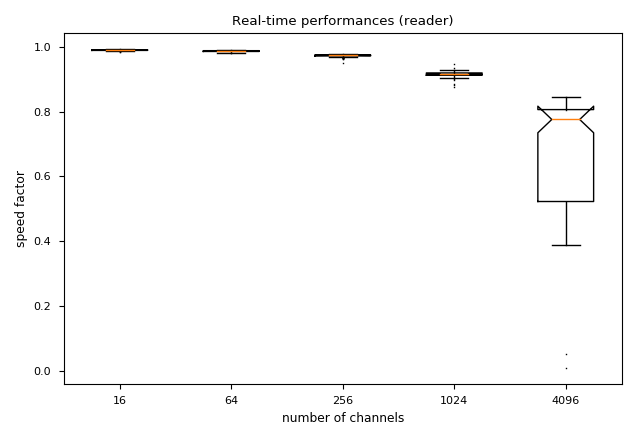 Real-time performances (reader)
1.0
0.8
0.6
0.4
0.2
0.0
speed factor
16 64 256 1024 4096
number of channels